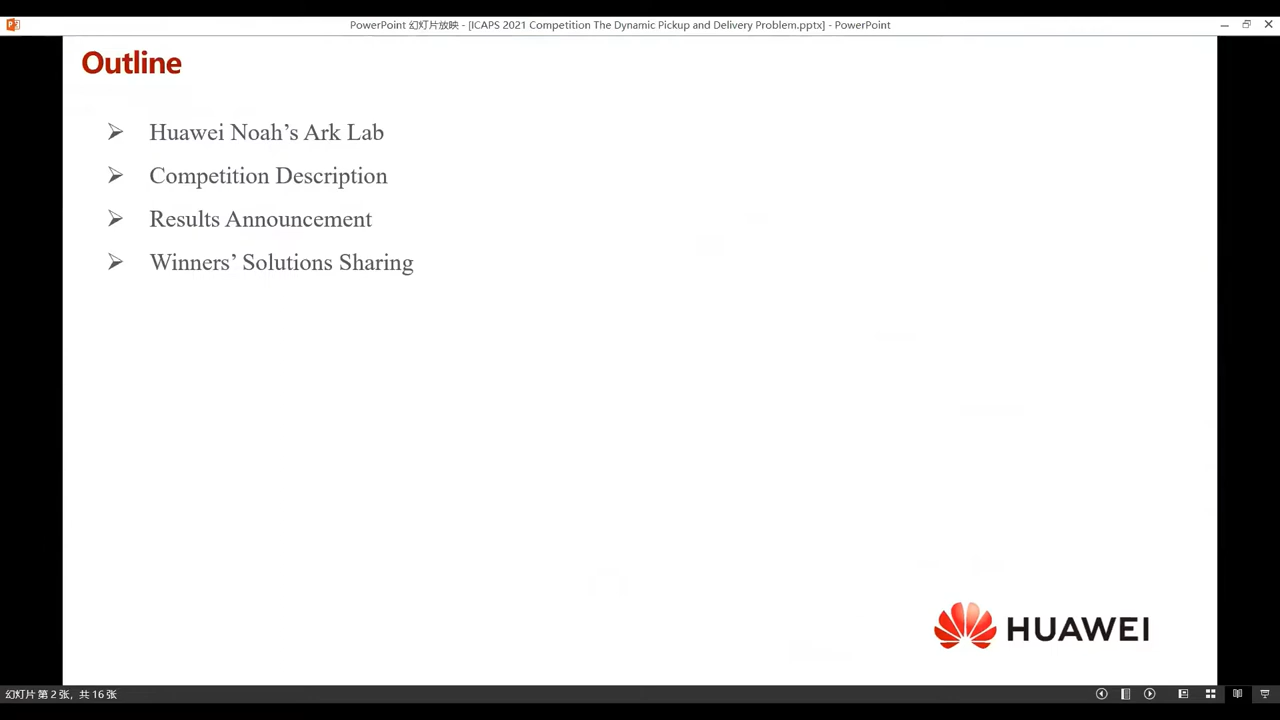 PowerPoint 幻灯片放映 - [ICAPS 2021 Competition The Dynamic Pickup and Delivery Problem.pptx] - PowerPoint
Outline
➢ Huawei Noah’s Ark Lab
➢ Competition Description
➢ Results Announcement
➢ Winners’ Solutions Sharing
HUAWEI
幻灯片 第 2 张，共 16 张